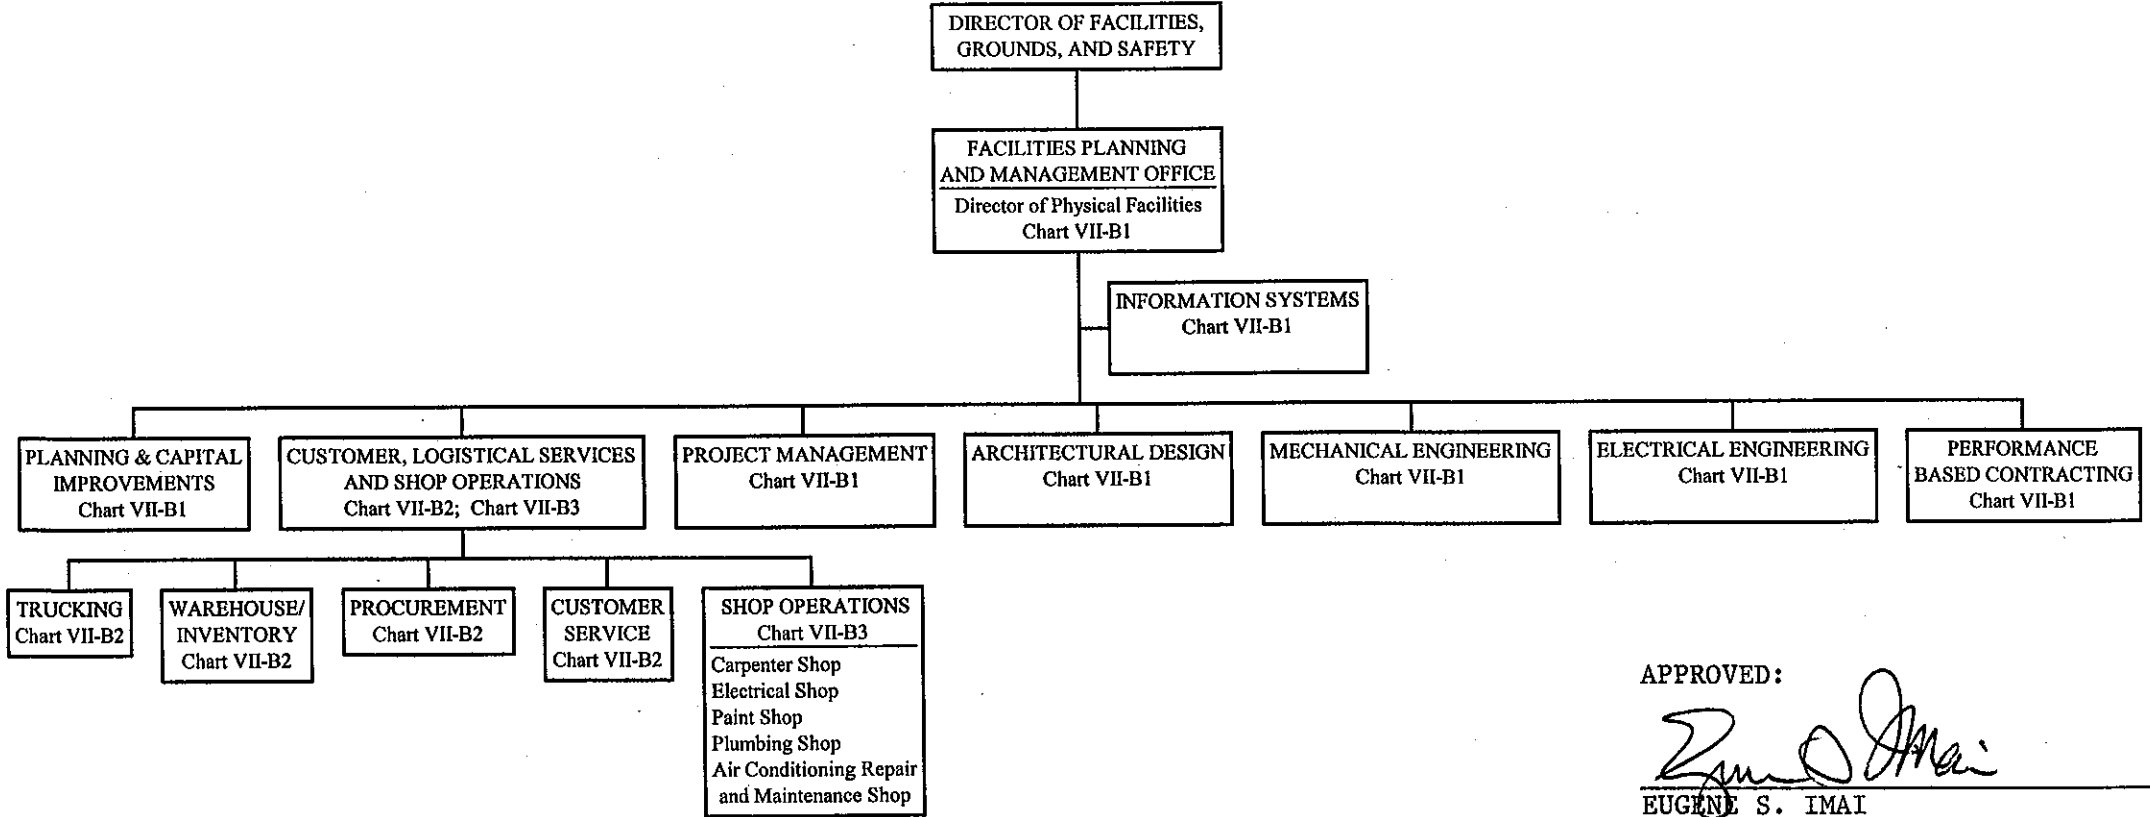 DIRECTOR OF FACILITIES,
GROUNDS, AND SAFETY
FACILITIES PLANNING
AND MANAGEMENT OFFICE
Director of Physical Facilities
Chart VII-B1
INFORMATION SYSTEMS
Chart VII-B1
PLANNING & CAPITAL
IMPROVEMENTS
Chart VII-B1
CUSTOMER, LOGISTICAL SERVICES
AND SHOP OPERATIONS
Chart VII-B2; Chart VII-B3
PROJECT MANAGEMENT
Chart VII-B1
ARCHITECTURAL DESIGN
Chart VII-B1
MECHANICAL ENGINEERING
Chart VII-B1
ELECTRICAL ENGINEERING
Chart VII-B1
PERFORMANCE
BASED CONTRACTING
Chart VII-B1
TRUCKING
Chart VII-B2
WAREHOUSE/
INVENTORY
Chart VII-B2
PROCUREMENT
Chart VII-B2
CUSTOMER
SERVICE
Chart VII-B2
SHOP OPERATIONS
Chart VII-B3
Carpenter Shop
Electrical Shop
Paint Shop
Plumbing Shop
Air Conditioning Repair
and Maintenance Shop
APPROVED:
EUGENE S. IMAI